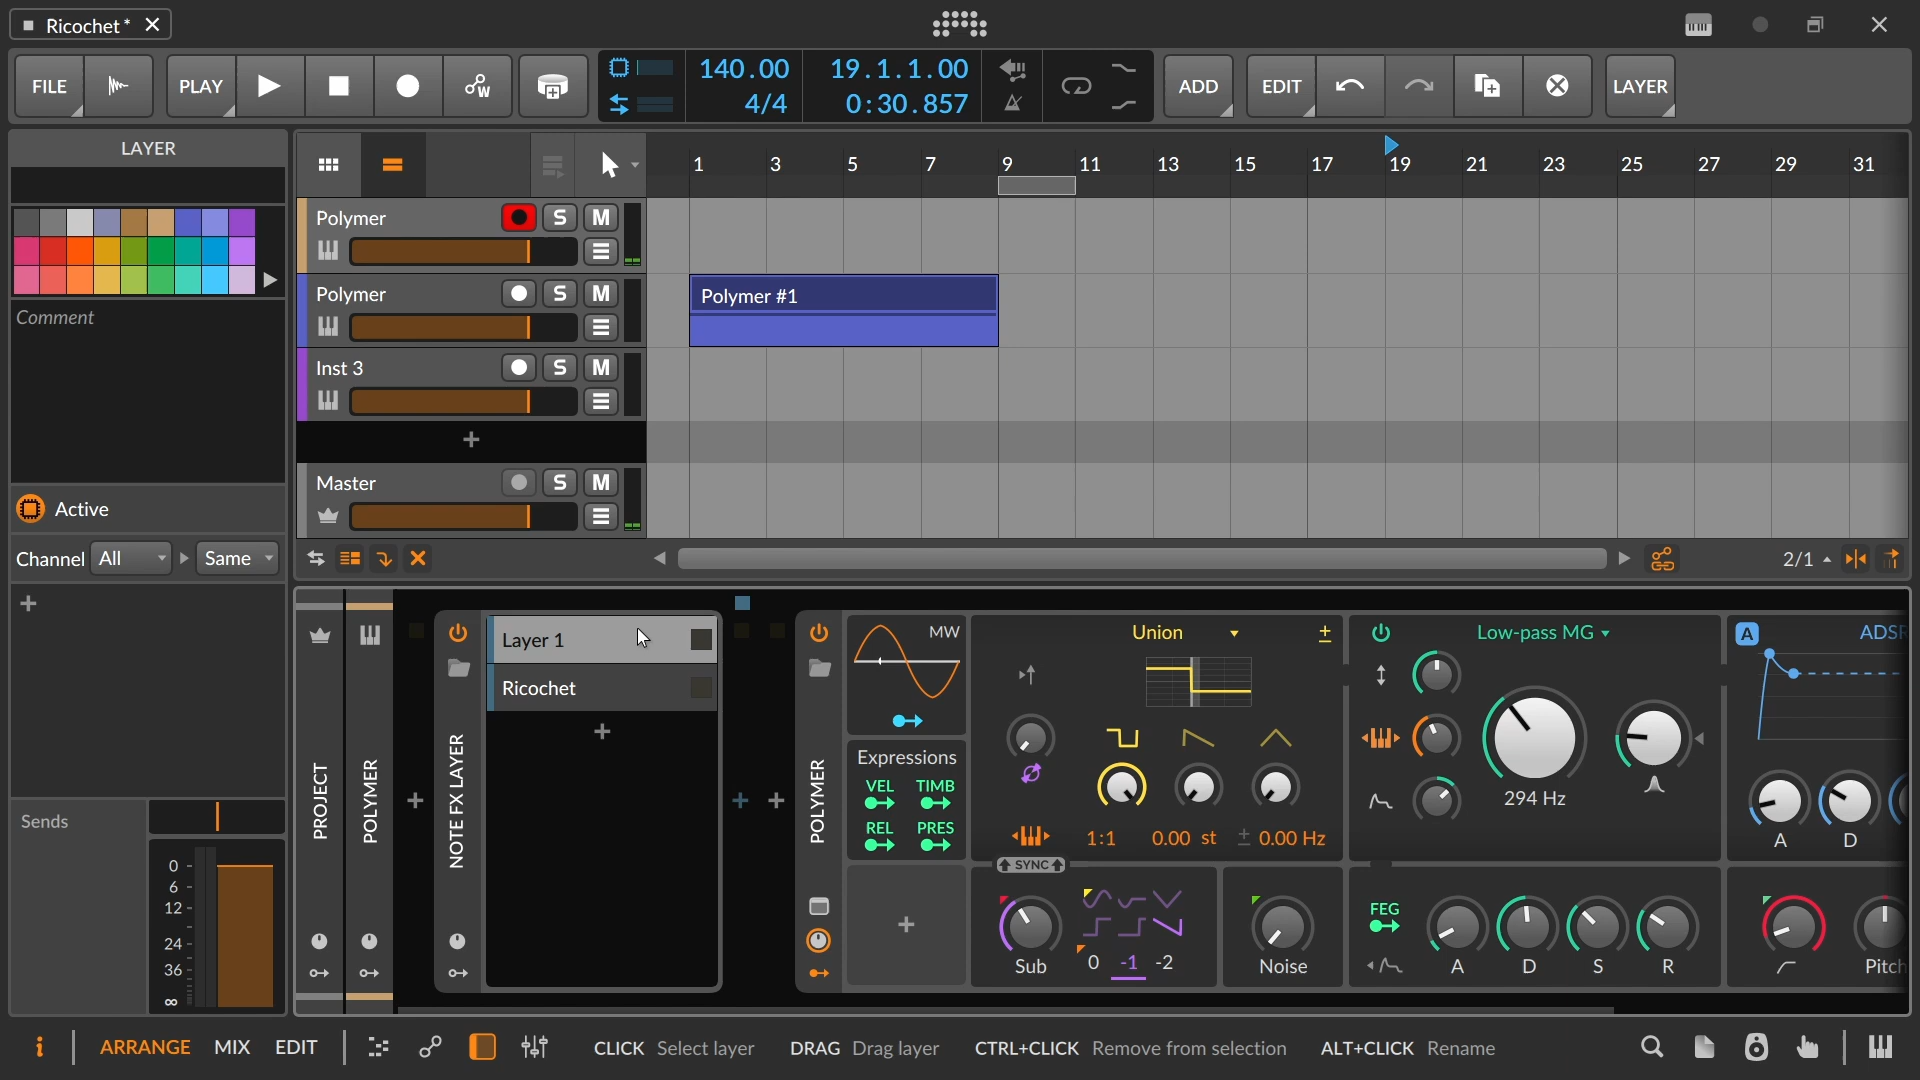 Ricochet*
FILE PLAY 140.00 4/4 19.1.1.00 0:30.857 ADD EDIT LAYER
LAYER
Comment
Active
Channel All Same
Sends
0
6
12
24
36
∞
1 3 5 7 9 11 13 15 17 19 21 23 25 27 29 31
Polymer S M
Polymer S M
Polymer #1
Inst 3 S M
+
Master S M
2/1
PROJECT
POLYMER
NOTE FX LAYER
Layer 1
Ricochet
POLYMER
MW
Expressions
VEL TIMB
REL PRES
Union
1:1 0.00 st ± 0.00 Hz
SYNC
Sub
0 -1 -2
Noise
Low-pass MG
294 Hz
FEG
A D S R
A ADSR
A D
Pitch
ARRANGE MIX EDIT CLICK Select layer DRAG Drag layer CTRL+CLICK Remove from selection ALT+CLICK Rename